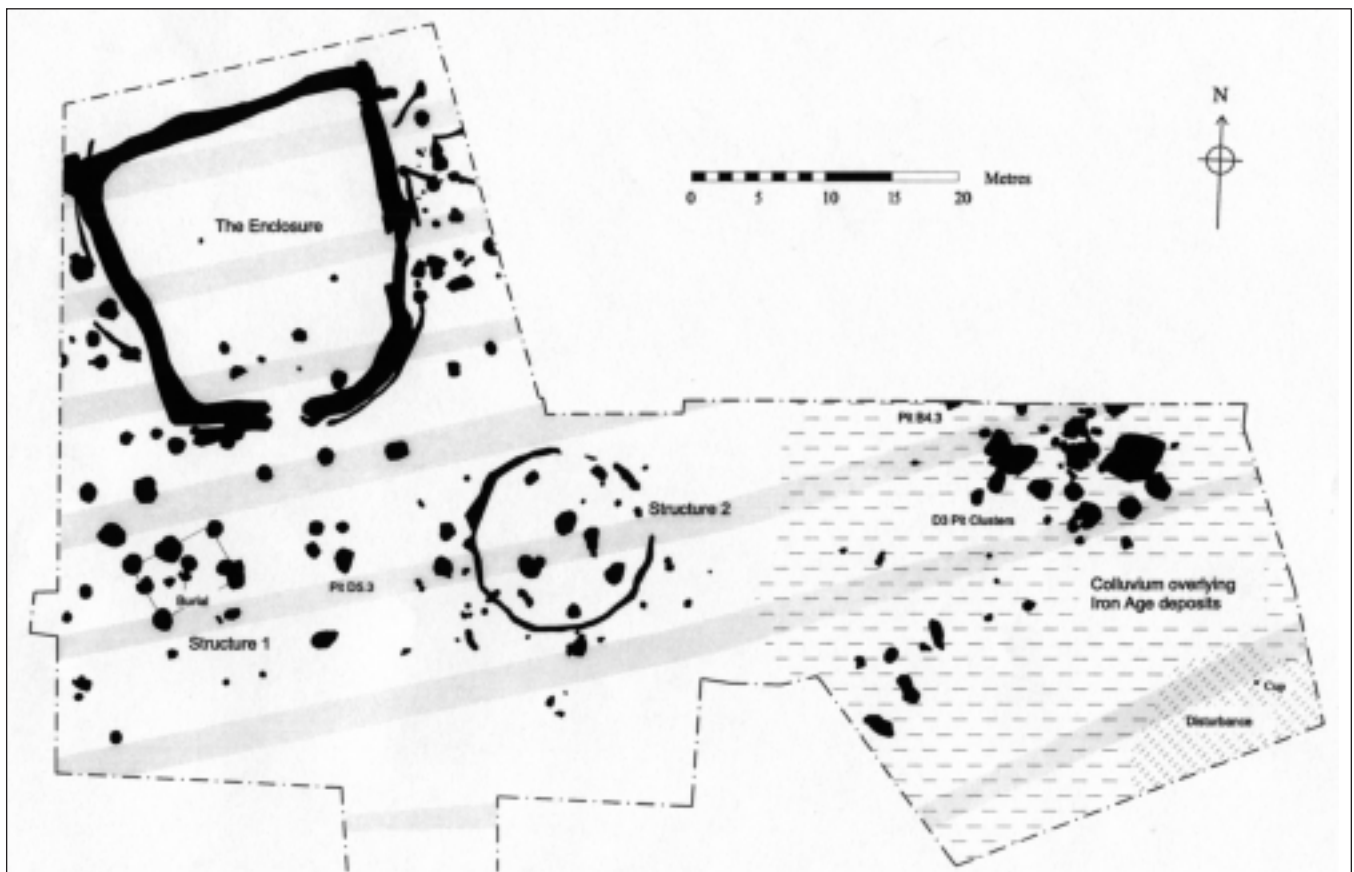 N
Metres
0 5 10 15 20
The Enclosure
Pit B4.3
Structure 2
D3 Pit Clusters
Pit D5.3
Colluvium overlying
Iron Age deposits
Burial
Structure 1
Cup
Disturbance